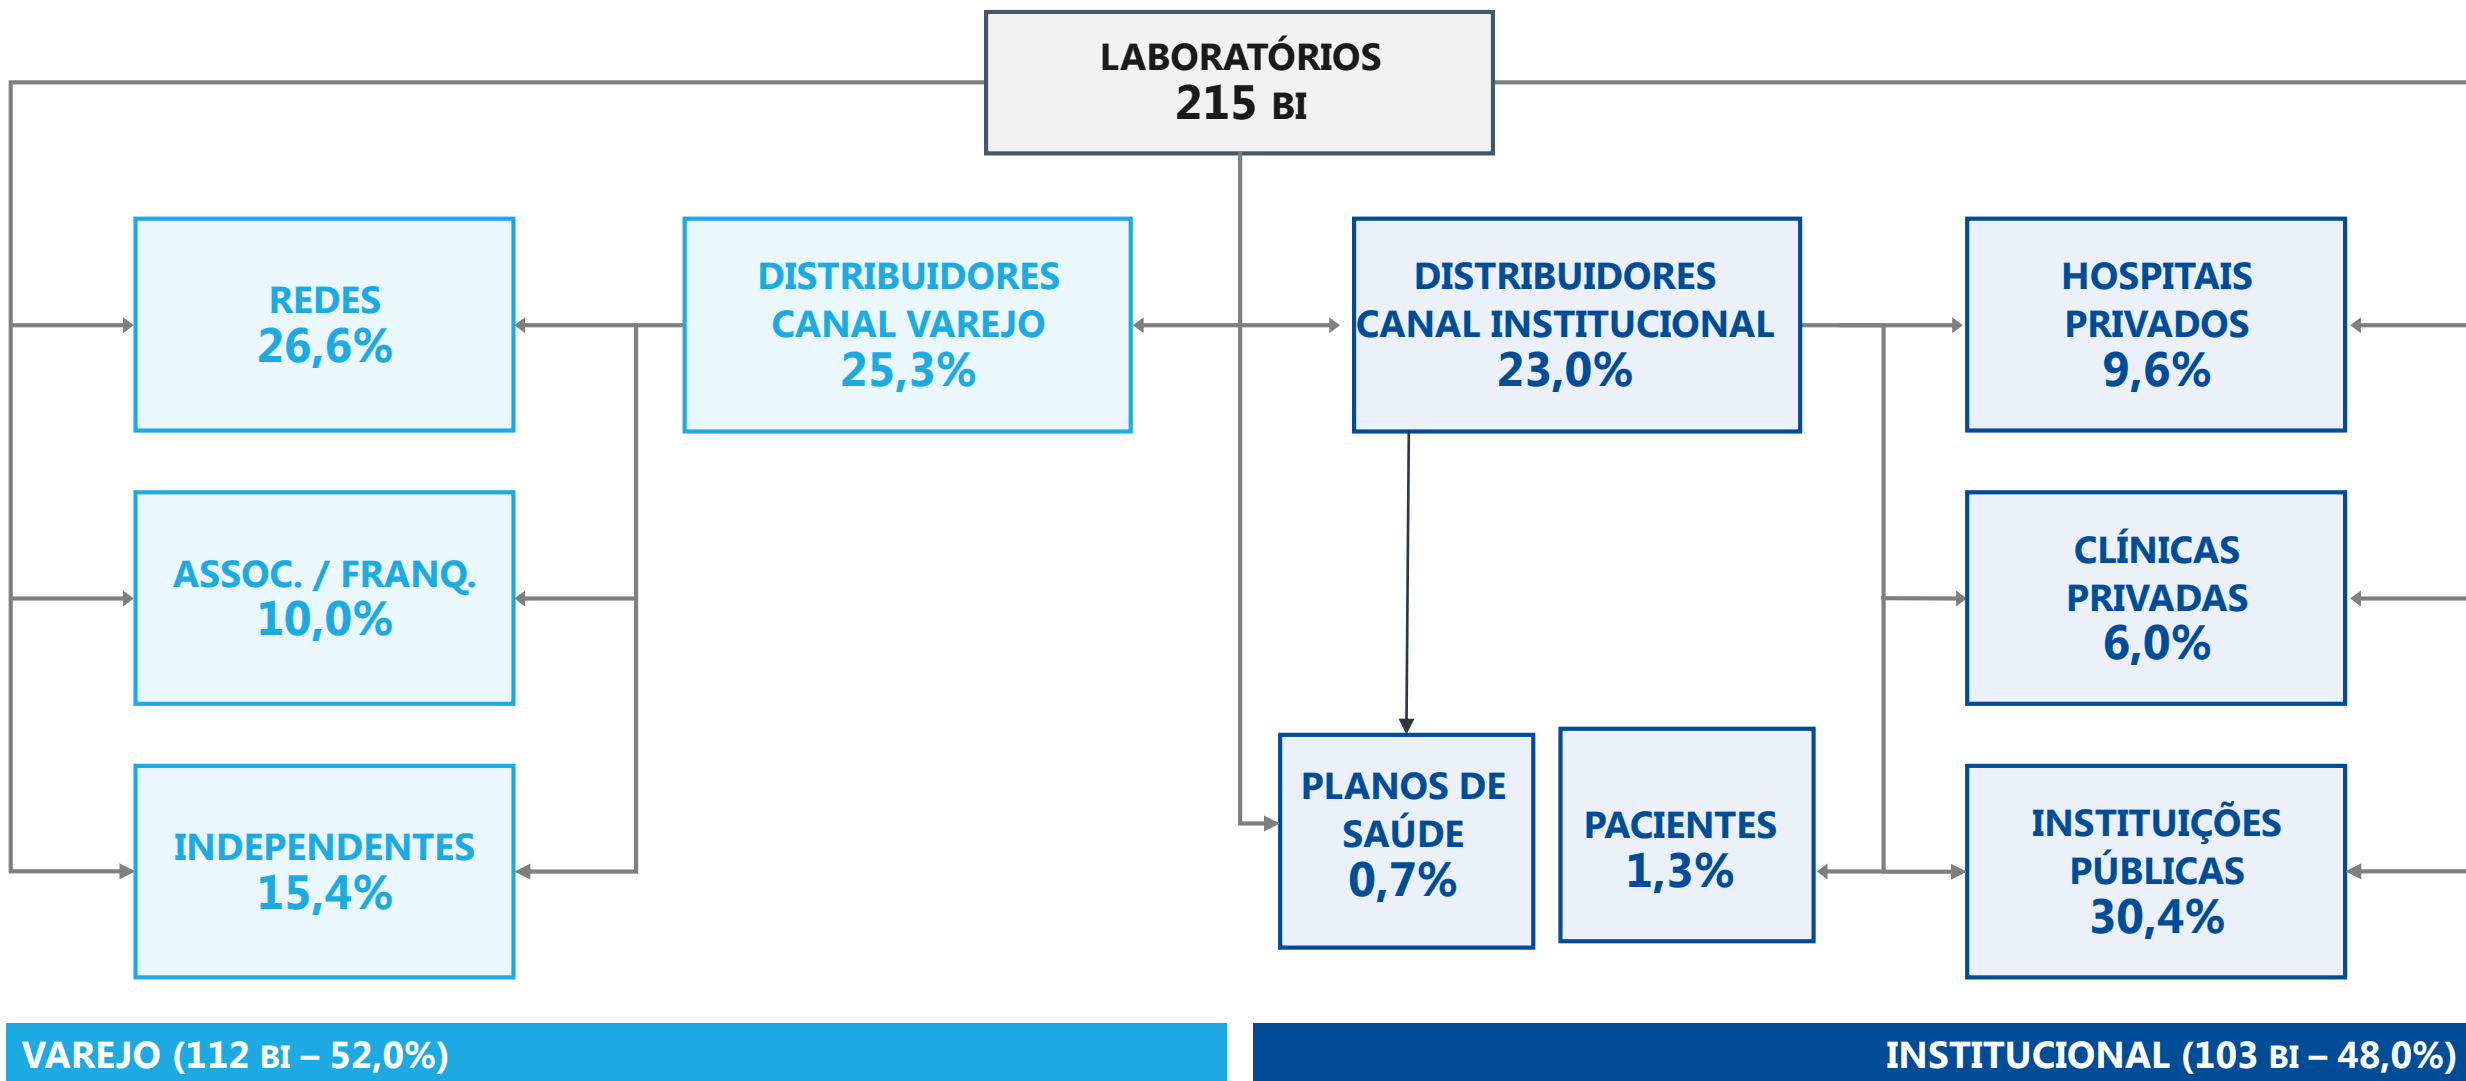 LABORATÓRIOS
215 BI
REDES
26,6%
DISTRIBUIDORES
CANAL VAREJO
25,3%
DISTRIBUIDORES
CANAL INSTITUCIONAL
23,0%
HOSPITAIS
PRIVADOS
9,6%
ASSOC. / FRANQ.
10,0%
CLÍNICAS
PRIVADAS
6,0%
INDEPENDENTES
15,4%
PLANOS DE
SAÚDE
0,7%
PACIENTES
1,3%
INSTITUIÇÕES
PÚBLICAS
30,4%
VAREJO (112 BI – 52,0%)
INSTITUCIONAL (103 BI – 48,0%)